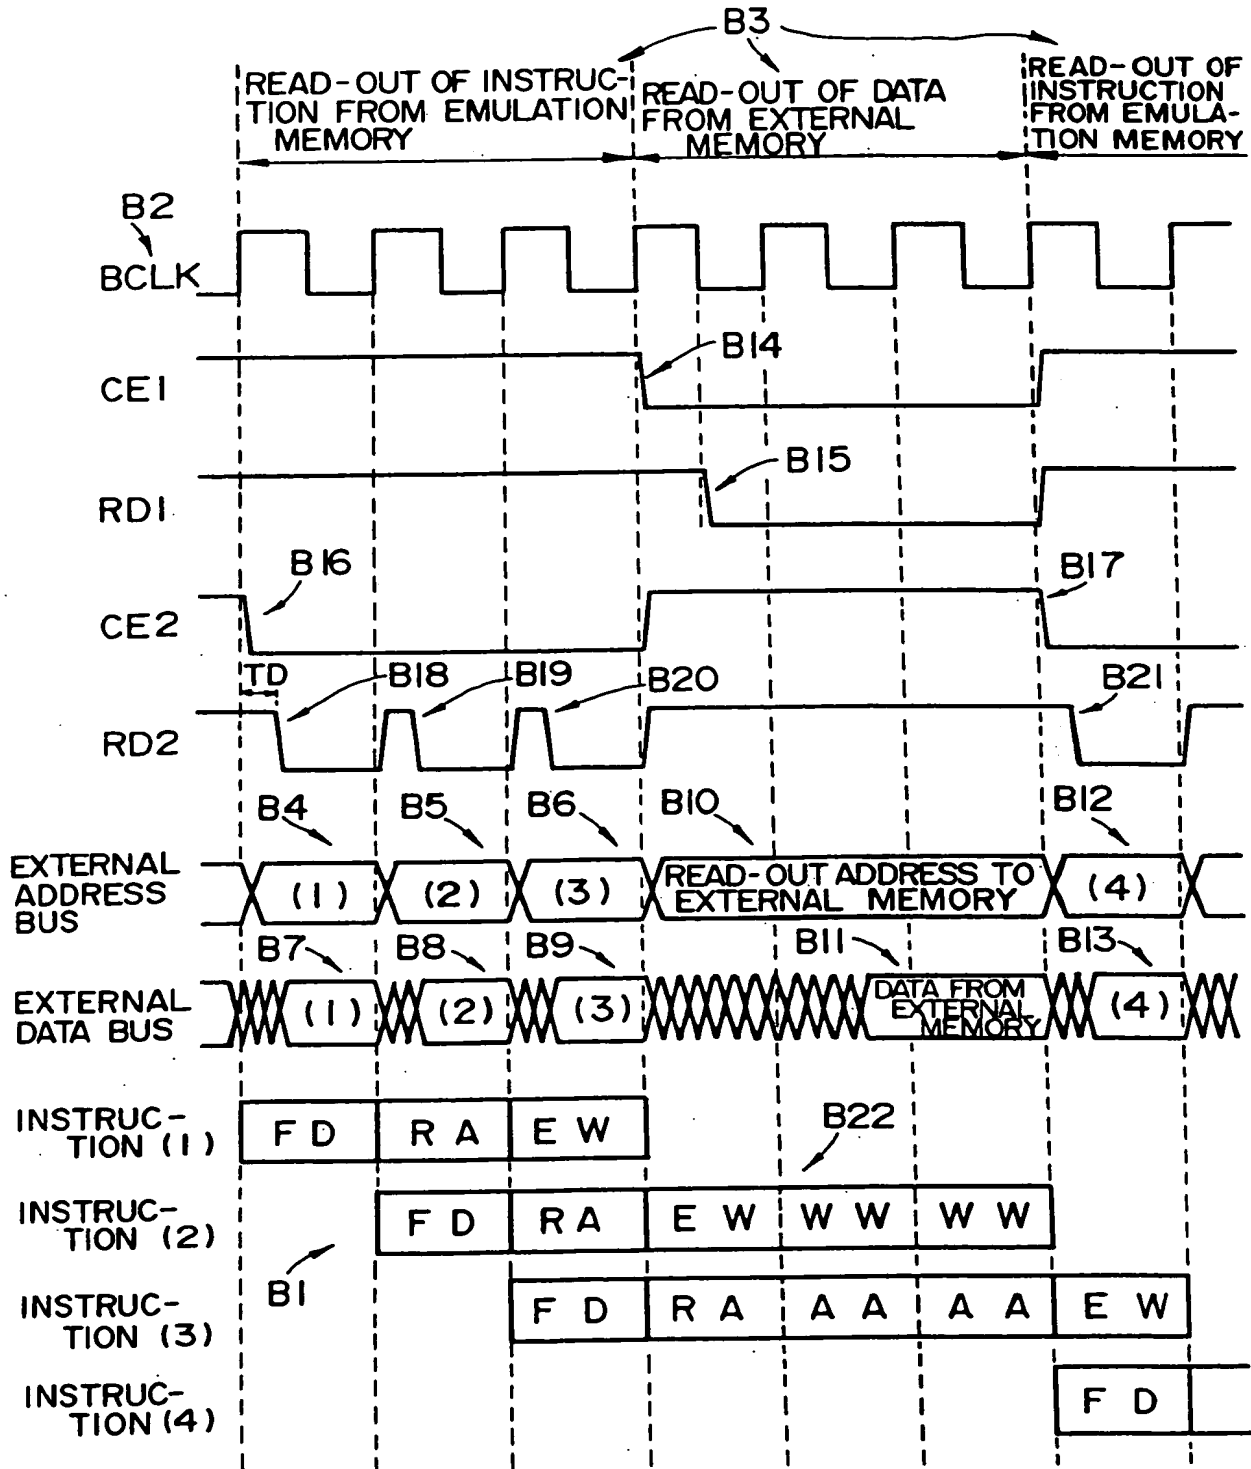 B3
READ-OUT OF INSTRUC-
TION FROM EMULATION
MEMORY
READ-OUT OF DATA
FROM EXTERNAL
MEMORY
READ-OUT OF
INSTRUCTION
FROM EMULA-
TION MEMORY
B2
BCLK
B14
CE1
B15
RD1
B16
B17
CE2
TD
B18
B19
B20
B21
RD2
B4
B5
B6
B10
B12
EXTERNAL
ADDRESS
BUS
(1)
(2)
(3)
READ-OUT ADDRESS TO
EXTERNAL MEMORY
(4)
B7
B8
B9
B11
B13
EXTERNAL
DATA BUS
(1)
(2)
(3)
DATA FROM
EXTERNAL
MEMORY
(4)
INSTRUC-
TION (1)
F D
R A
E W
B22
INSTRUC-
TION (2)
F D
R A
E W
W W
W W
B1
INSTRUC-
TION (3)
F D
R A
A A
A A
E W
INSTRUC-
TION (4)
F D